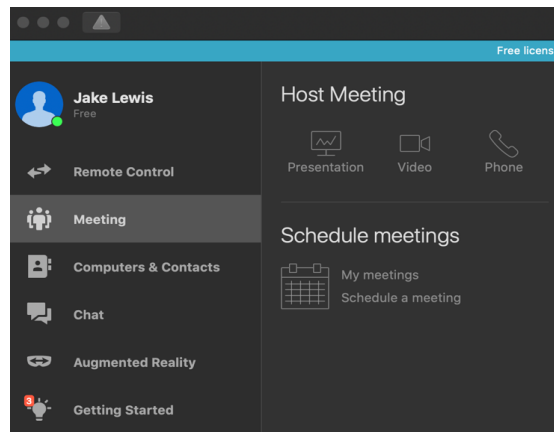 Free licens
Jake Lewis
Free
Remote Control
Meeting
Computers & Contacts
Chat
Augmented Reality
3
Getting Started
Host Meeting
Presentation Video Phone
Schedule meetings
My meetings
Schedule a meeting